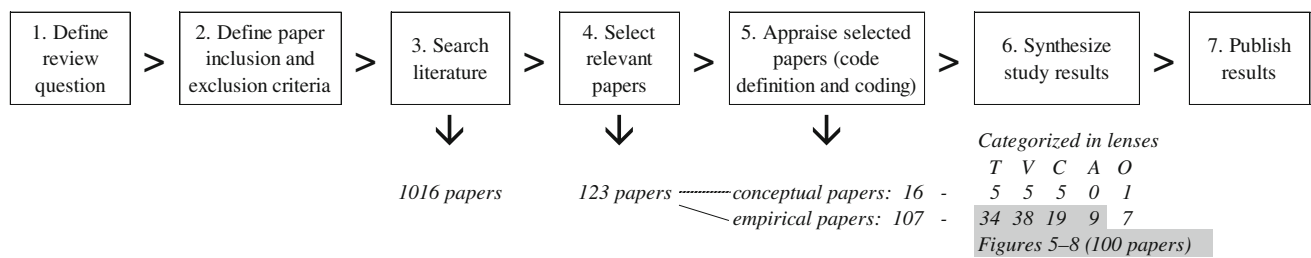 1. Define
review
question
>
2. Define paper
inclusion and
exclusion criteria
>
3. Search
literature
>
4. Select
relevant
papers
>
5. Appraise selected
papers (code
definition and coding)
>
6. Synthesize
study results
>
7. Publish
results
Categorized in lenses
T V C A O
1016 papers
123 papers
conceptual papers: 16 - 5 5 5 0 1
empirical papers: 107 - 34 38 19 9 7
Figures 5–8 (100 papers)